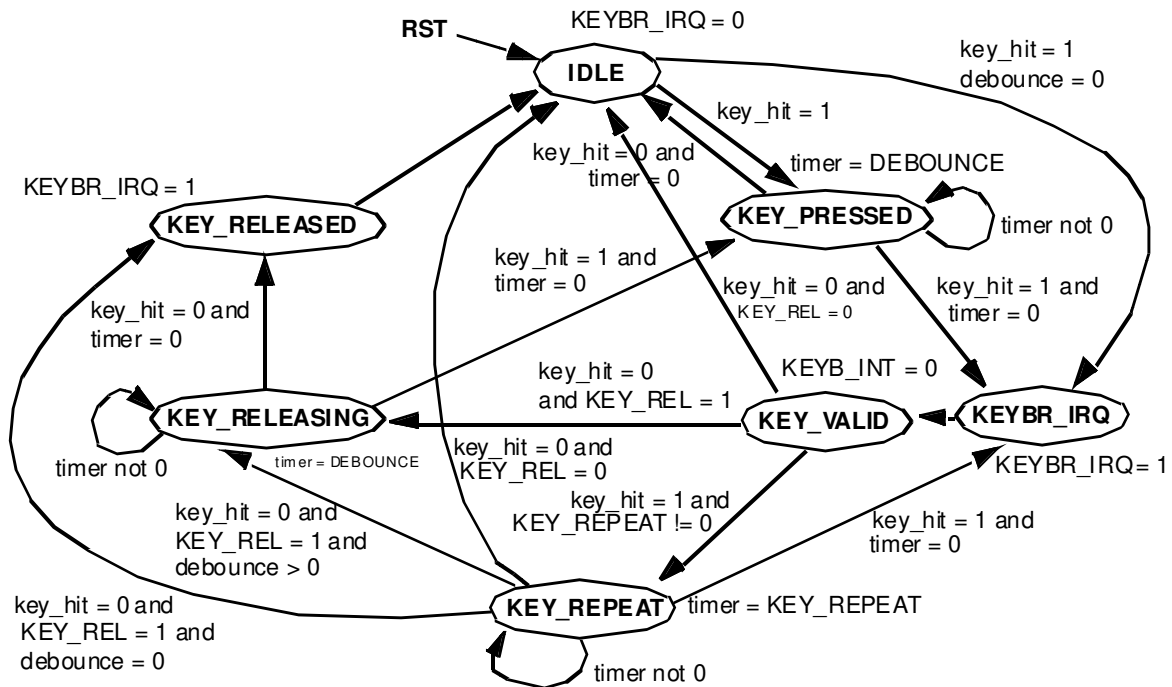 KEYBR_IRQ = 0
RST
IDLE
key_hit = 1
debounce = 0
key_hit = 1
key_hit = 0 and
timer = 0
timer = DEBOUNCE
KEYBR_IRQ = 1
KEY_RELEASED
KEY_PRESSED
timer not 0
key_hit = 1 and
timer = 0
key_hit = 0 and
KEY_REL = 0
key_hit = 1 and
timer = 0
key_hit = 0 and
timer = 0
KEYB_INT = 0
key_hit = 0
and KEY_REL = 1
KEY_RELEASING
KEY_VALID
KEYBR_IRQ
timer not 0
timer = DEBOUNCE
key_hit = 0 and
KEY_REL = 0
KEYBR_IRQ = 1
key_hit = 0 and
KEY_REL = 1 and
debounce > 0
key_hit = 1 and
KEY_REPEAT != 0
key_hit = 1 and
timer = 0
key_hit = 0 and
KEY_REL = 1 and
debounce = 0
KEY_REPEAT
timer = KEY_REPEAT
timer not 0